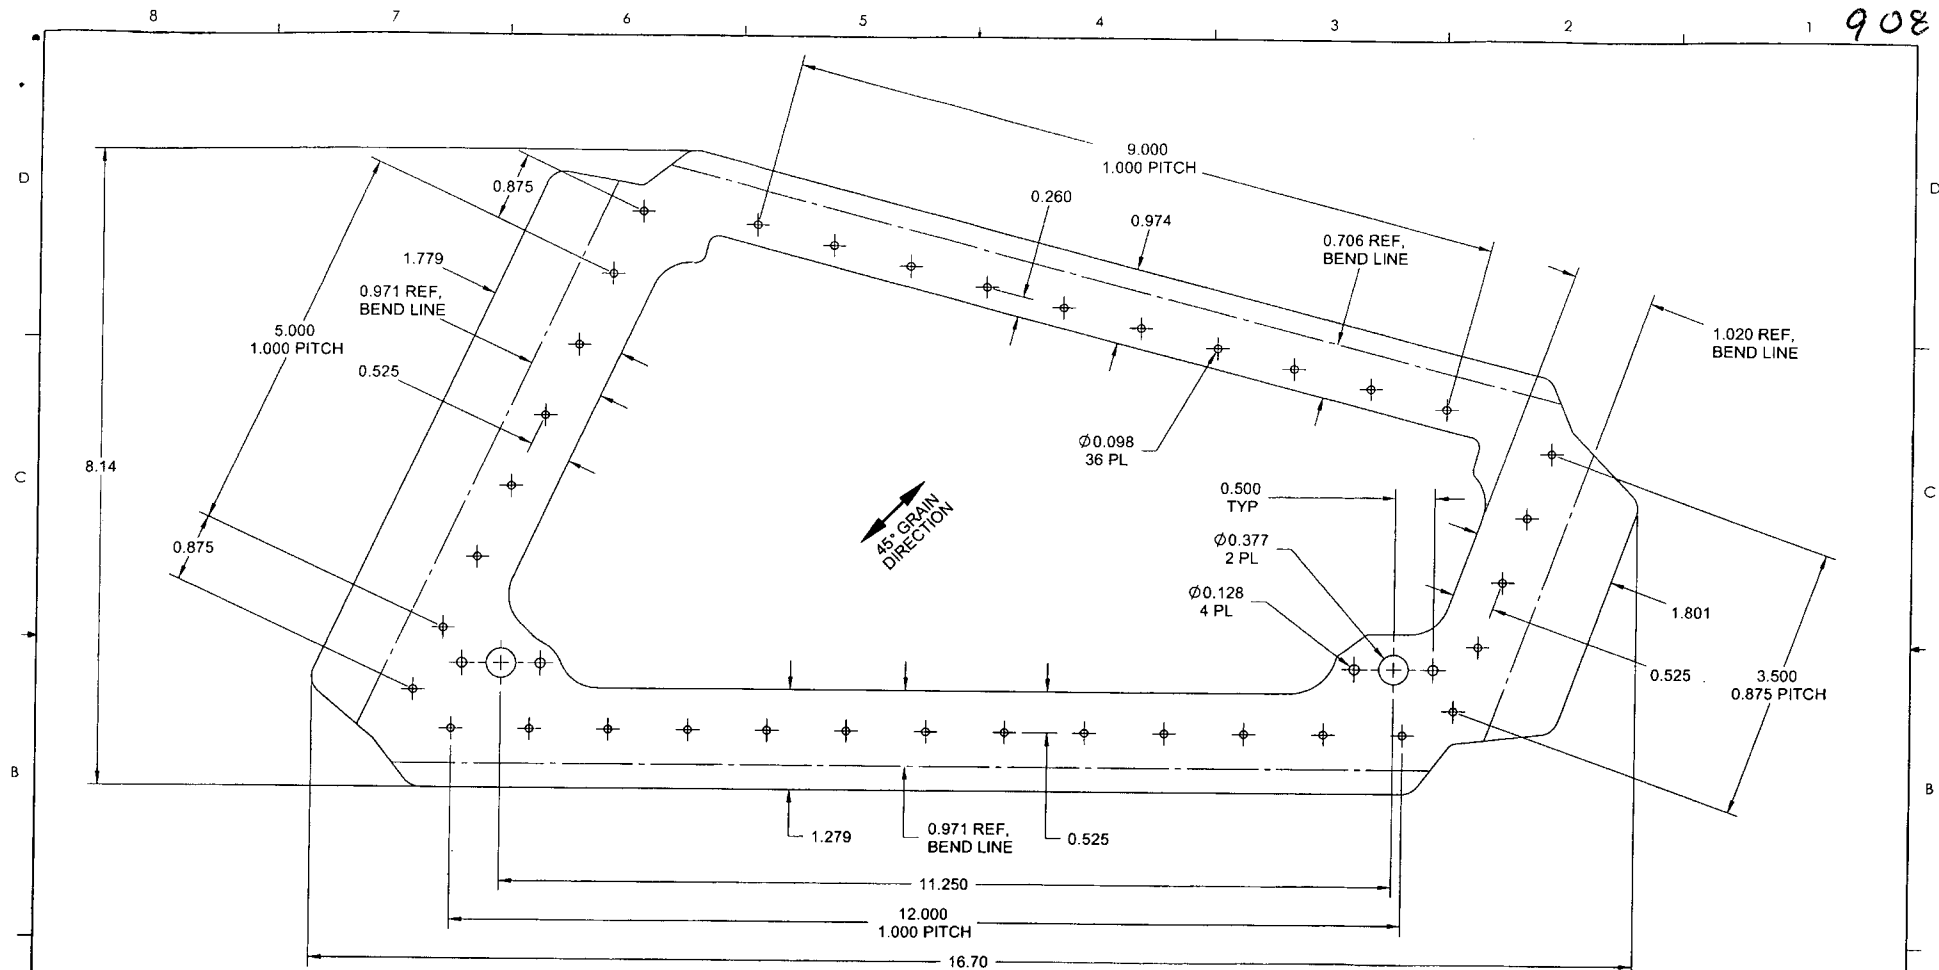 908
8 7 6 5 4 3 2 1
9.000
1.000 PITCH
D
D
0.875
0.260
0.974
0.706 REF,
BEND LINE
1.779
0.971 REF,
BEND LINE
5.000
1.000 PITCH
1.020 REF,
BEND LINE
0.525
Ø0.098
36 PL
8.14
C
C
0.500
TYP
45° GRAIN
DIRECTION
0.875
Ø0.377
2 PL
Ø0.128
4 PL
1.801
0.525
3.500
0.875 PITCH
B
B
1.279
0.971 REF,
BEND LINE
0.525
11.250
12.000
1.000 PITCH
16.70